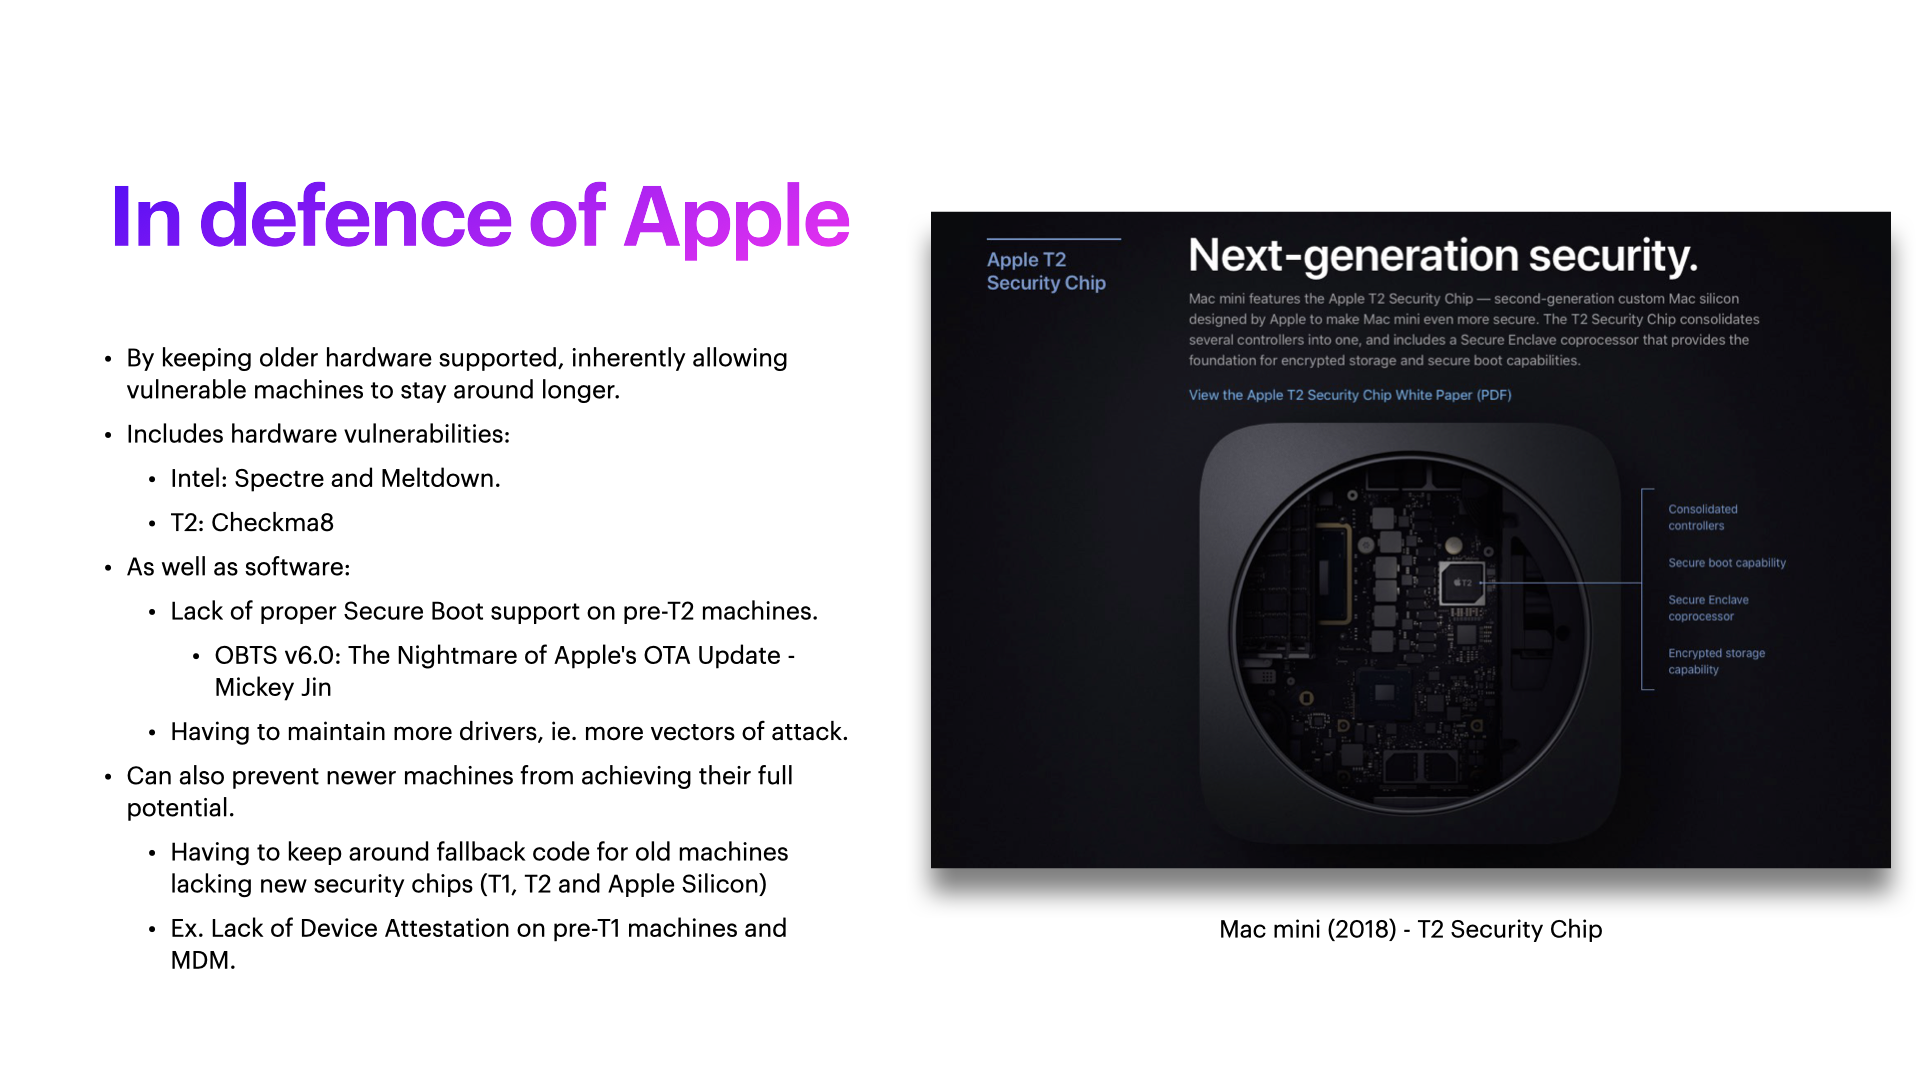 In defence of Apple
• By keeping older hardware supported, inherently allowing
vulnerable machines to stay around longer.
• Includes hardware vulnerabilities:
• Intel: Spectre and Meltdown.
• T2: Checkma8
• As well as software:
• Lack of proper Secure Boot support on pre-T2 machines.
• OBTS v6.0: The Nightmare of Apple's OTA Update -
Mickey Jin
• Having to maintain more drivers, ie. more vectors of attack.
• Can also prevent newer machines from achieving their full
potential.
• Having to keep around fallback code for old machines
lacking new security chips (T1, T2 and Apple Silicon)
• Ex. Lack of Device Attestation on pre-T1 machines and
MDM.
Apple T2
Security Chip
Next-generation security.
Mac mini features the Apple T2 Security Chip — second-generation custom Mac silicon
designed by Apple to make Mac mini even more secure. The T2 Security Chip consolidates
several controllers into one, and includes a Secure Enclave coprocessor that provides the
foundation for encrypted storage and secure boot capabilities.
View the Apple T2 Security Chip White Paper (PDF)
T2
Consolidated
controllers
Secure boot capability
Secure Enclave
coprocessor
Encrypted storage
capability
Mac mini (2018) - T2 Security Chip